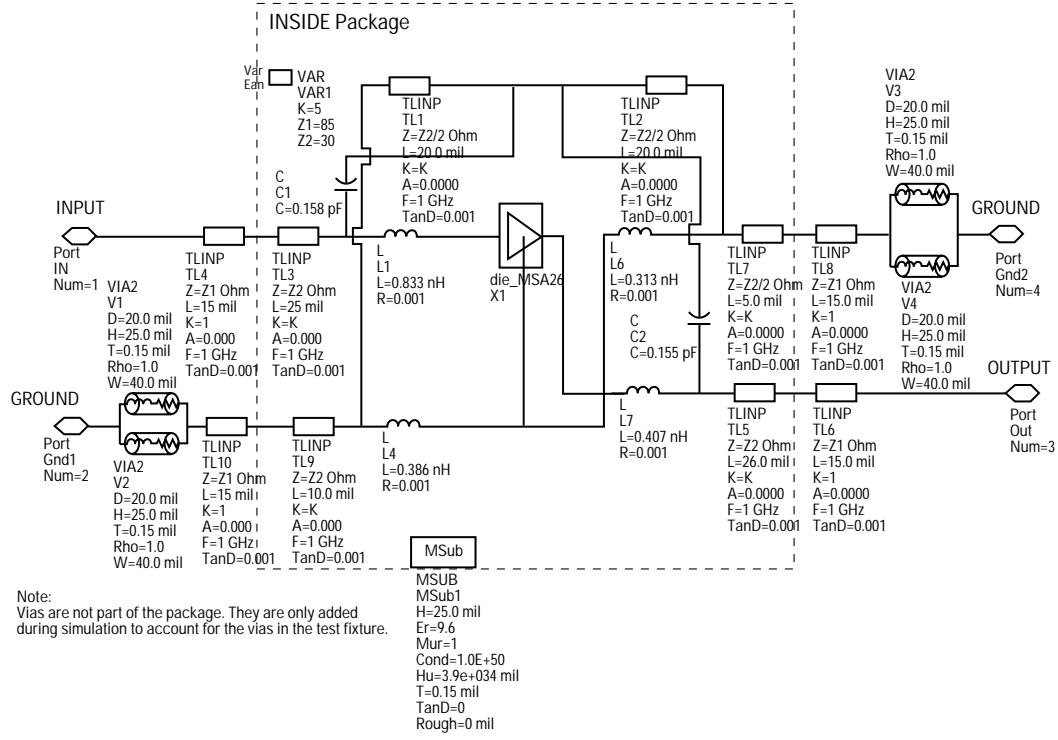 INSIDE Package
Var
Ean
VAR
VAR1
K=5
Z1=85
Z2=30
TLINP
TL1
Z=Z2/2 Ohm
L=20.0 mil
K=K
A=0.0000
F=1 GHz
TanD=0.001
TLINP
TL2
Z=Z2/2 Ohm
L=20.0 mil
K=K
A=0.0000
F=1 GHz
TanD=0.001
VIA2
V3
D=20.0 mil
H=25.0 mil
T=0.15 mil
Rho=1.0
W=40.0 mil
C
C1
C=0.158 pF
INPUT
Port
IN
Num=1
TLINP
TL4
Z=Z1 Ohm
L=15 mil
K=1
A=0.000
F=1 GHz
TanD=0.001
TLINP
TL3
Z=Z2 Ohm
L=25 mil
K=K
A=0.000
F=1 GHz
TanD=0.001
L
L1
L=0.833 nH
R=0.001
die_MSA26
X1
L
L6
L=0.313 nH
R=0.001
C
C2
C=0.155 pF
TLINP
TL7
Z=Z2/2 Ohm
L=5.0 mil
K=K
A=0.0000
F=1 GHz
TanD=0.001
TLINP
TL8
Z=Z1 Ohm
L=15.0 mil
K=1
A=0.0000
F=1 GHz
TanD=0.001
GROUND
Port
Gnd2
Num=4
VIA2
V4
D=20.0 mil
H=25.0 mil
T=0.15 mil
Rho=1.0
W=40.0 mil
VIA2
V1
D=20.0 mil
H=25.0 mil
T=0.15 mil
Rho=1.0
W=40.0 mil
GROUND
Port
Gnd1
Num=2
VIA2
V2
D=20.0 mil
H=25.0 mil
T=0.15 mil
Rho=1.0
W=40.0 mil
TLINP
TL10
Z=Z1 Ohm
L=15 mil
K=1
A=0.000
F=1 GHz
TanD=0.001
TLINP
TL9
Z=Z2 Ohm
L=10.0 mil
K=K
A=0.000
F=1 GHz
TanD=0.001
L
L4
L=0.386 nH
R=0.001
L
L7
L=0.407 nH
R=0.001
TLINP
TL5
Z=Z2 Ohm
L=26.0 mil
K=K
A=0.0000
F=1 GHz
TanD=0.001
TLINP
TL6
Z=Z1 Ohm
L=15.0 mil
K=1
A=0.0000
F=1 GHz
TanD=0.001
OUTPUT
Port
Out
Num=3
MSub
MSUB
MSub1
H=25.0 mil
Er=9.6
Mur=1
Cond=1.0E+50
Hu=3.9e+034 mil
T=0.15 mil
TanD=0
Rough=0 mil
Note:
Vias are not part of the package. They are only added
during simulation to account for the vias in the test fixture.